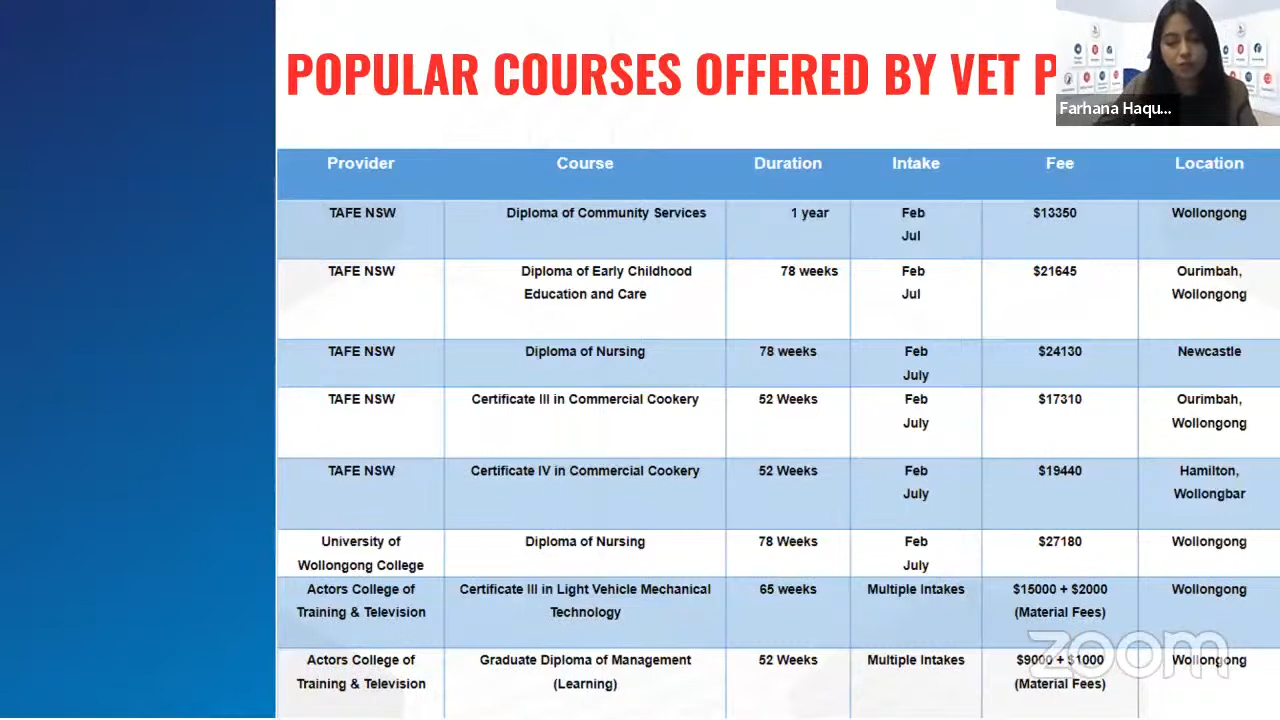 POPULAR COURSES OFFERED BY VET P
Farhana Haqu...
Provider Course Duration Intake Fee Location
TAFE NSW Diploma of Community Services 1 year Feb $13350 Wollongong
Jul
TAFE NSW Diploma of Early Childhood 78 weeks Feb $21645 Ourimbah,
Education and Care Jul Wollongong
TAFE NSW Diploma of Nursing 78 weeks Feb $24130 Newcastle
July
TAFE NSW Certificate III in Commercial Cookery 52 Weeks Feb $17310 Ourimbah,
July Wollongong
TAFE NSW Certificate IV in Commercial Cookery 52 Weeks Feb $19440 Hamilton,
July Wollongbar
University of Diploma of Nursing 78 Weeks Feb $27180 Wollongong
Wollongong College July
Actors College of Certificate III in Light Vehicle Mechanical 65 weeks Multiple Intakes $15000 + $2000 Wollongong
Training & Television Technology (Material Fees)
Actors College of Graduate Diploma of Management 52 Weeks Multiple Intakes $9000 + $1000 Wollongong
Training & Television (Learning) (Material Fees)
zoom